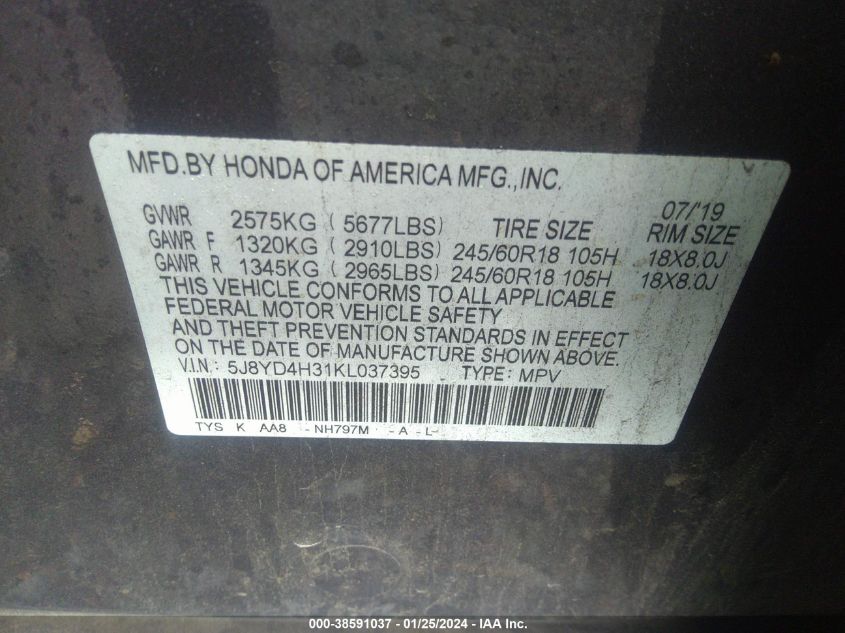 MFD.BY HONDA OF AMERICA MFG.,INC.
07/'19
GVWR 2575KG ( 5677LBS) TIRE SIZE RIM SIZE
GAWR F 1320KG ( 2910LBS) 245/60R18 105H 18X8.0J
GAWR R 1345KG ( 2965LBS) 245/60R18 105H 18X8.0J
THIS VEHICLE CONFORMS TO ALL APPLICABLE
FEDERAL MOTOR VEHICLE SAFETY
AND THEFT PREVENTION STANDARDS IN EFFECT
ON THE DATE OF MANUFACTURE SHOWN ABOVE.
V.I.N.: 5J8YD4H31KL037395 TYPE: MPV
TYS K AA8 -NH797M -A -L
000-38591037 - 01/25/2024 - IAA Inc.